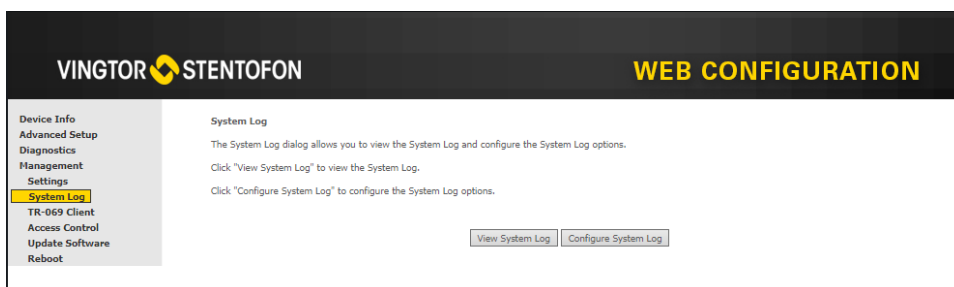 VINGTOR STENTOFON
WEB CONFIGURATION
Device Info
Advanced Setup
Diagnostics
Management
Settings
System Log
TR-069 Client
Access Control
Update Software
Reboot
System Log
The System Log dialog allows you to view the System Log and configure the System Log options.
Click "View System Log" to view the System Log.
Click "Configure System Log" to configure the System Log options.
View System Log
Configure System Log